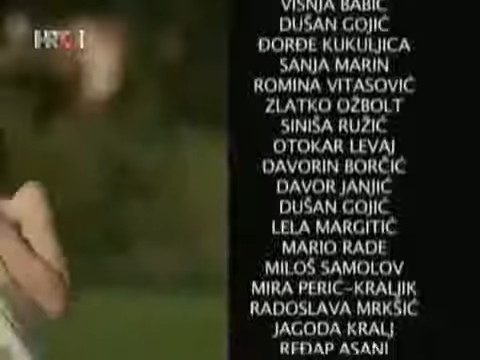 HRT 1
VIŠNJA BABIĆ
DUŠAN GOJIĆ
ĐORĐE KUKULJICA
SANJA MARIN
ROMINA VITASOVIĆ
ZLATKO OŽBOLT
SINIŠA RUŽIĆ
OTOKAR LEVAJ
DAVORIN BORČIĆ
DAVOR JANJIĆ
DUŠAN GOJIĆ
LELA MARGITIĆ
MARIO RADE
MILOŠ SAMOLOV
MIRA PERIĆ-KRALJIK
RADOSLAVA MRKŠIĆ
JAGODA KRALJ
REDAP ASANI